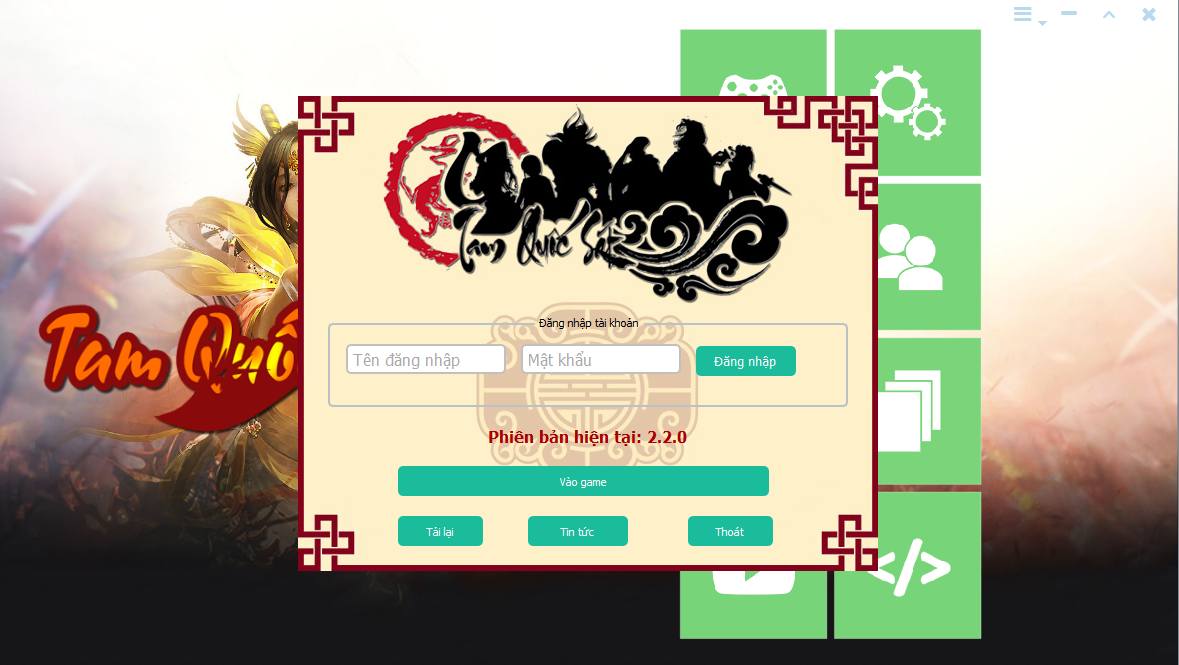 Tam Quốc Sát
Tam Quố
Đăng nhập tài khoản
Tên đăng nhập
Mật khẩu
Đăng nhập
Phiên bản hiện tại: 2.2.0
Vào game
Tải lại
Tin tức
Thoát